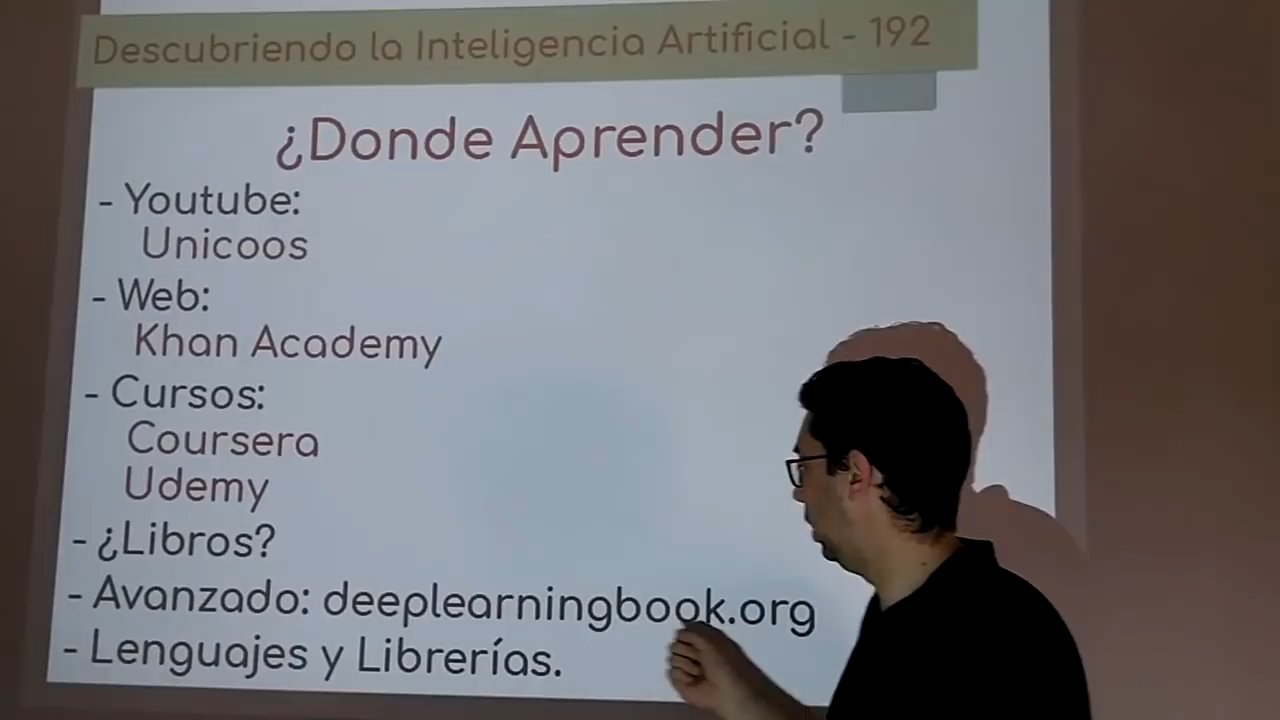 Descubriendo la Inteligencia Artificial - 192
¿Donde Aprender?
- Youtube:
Unicoos
- Web:
Khan Academy
- Cursos:
Coursera
Udemy
- ¿Libros?
- Avanzado: deeplearningbook.org
- Lenguajes y Librerías.